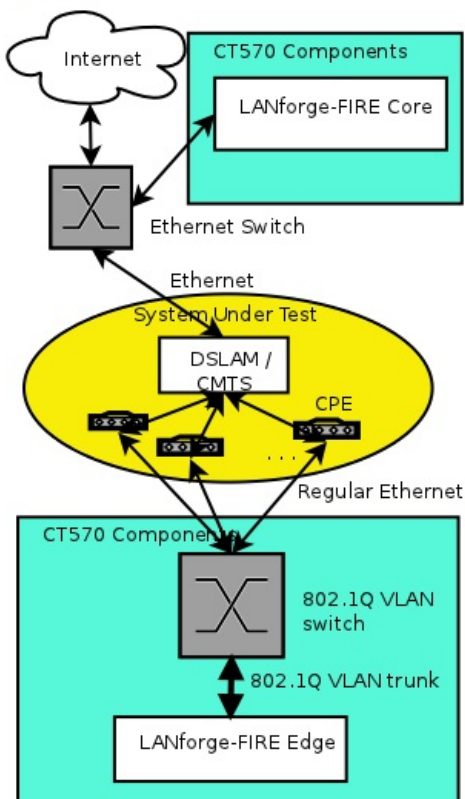 Internet
CT570 Components
LANforge-FIRE Core
Ethernet Switch
Ethernet
System Under Test
DSLAM /
CMTS
CPE
. . .
Regular Ethernet
CT570 Components
802.1Q VLAN
switch
802.1Q VLAN trunk
LANforge-FIRE Edge